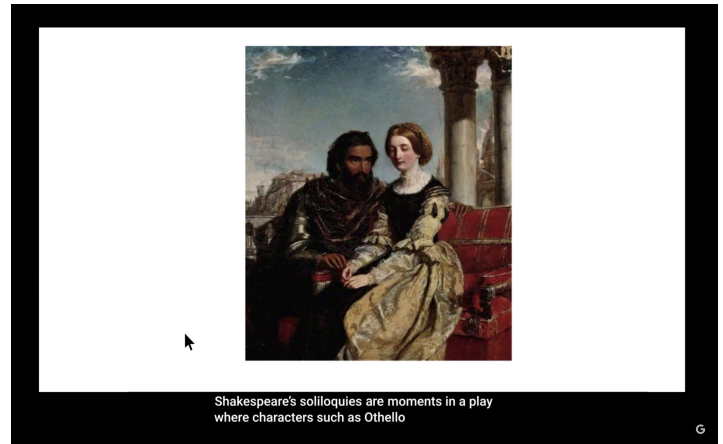 Shakespeare's soliloquies are moments in a play
where characters such as Othello
G